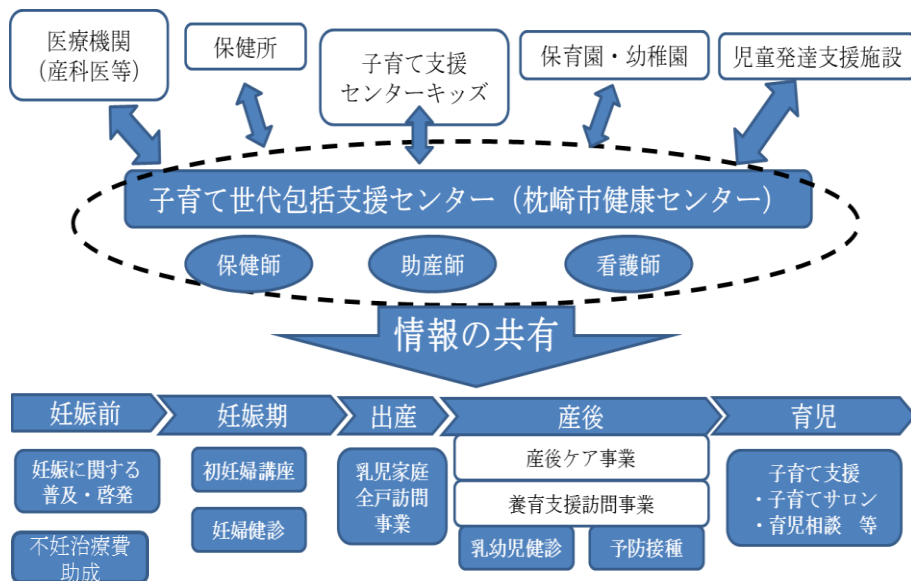 医療機関
（産科医等）
保健所
子育て支援
センターキッズ
保育園・幼稚園
児童発達支援施設
子育て世代包括支援センター（枕崎市健康センター）
保健師
助産師
看護師
情報の共有
妊娠前
妊娠期
出産
産後
育児
妊娠に関する
普及・啓発
不妊治療費
助成
初妊婦講座
妊婦健診
乳児家庭
全戸訪問
事業
産後ケア事業
養育支援訪問事業
乳幼児健診
予防接種
子育て支援
・子育てサロン
・育児相談　等